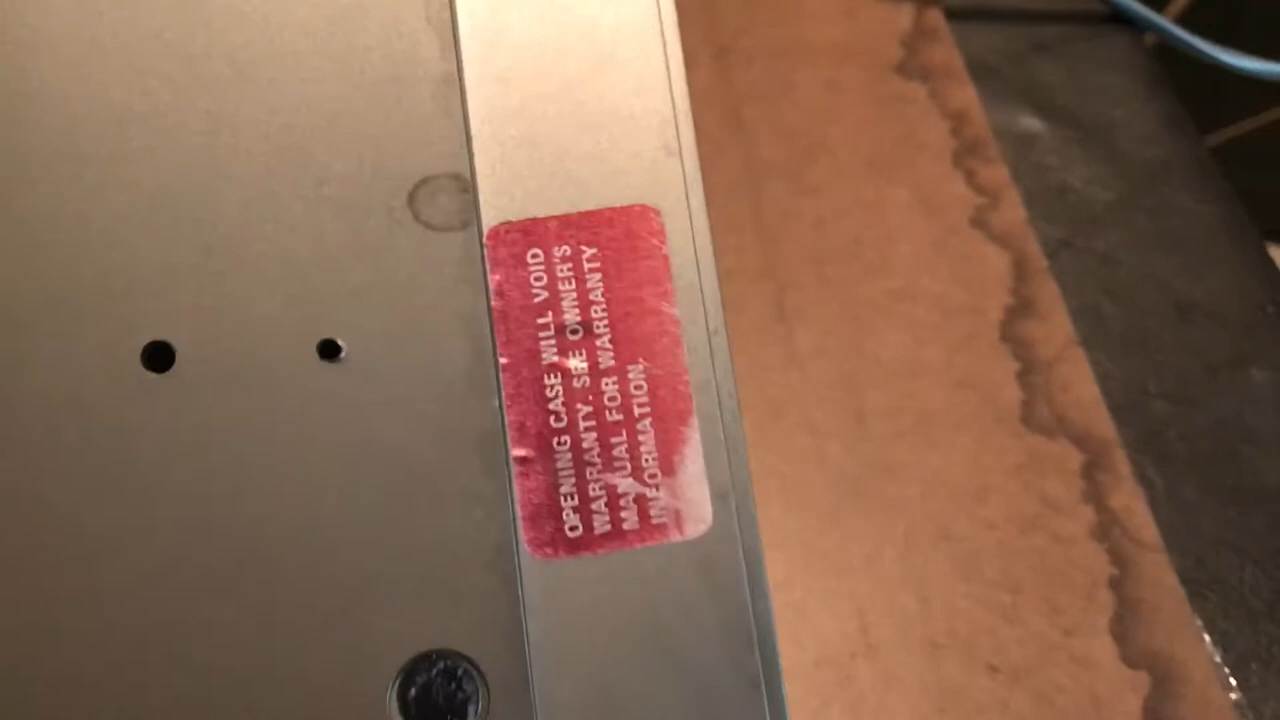 OPENING CASE WILL VOID
WARRANTY. SEE OWNER'S
MANUAL FOR WARRANTY
INFORMATION.